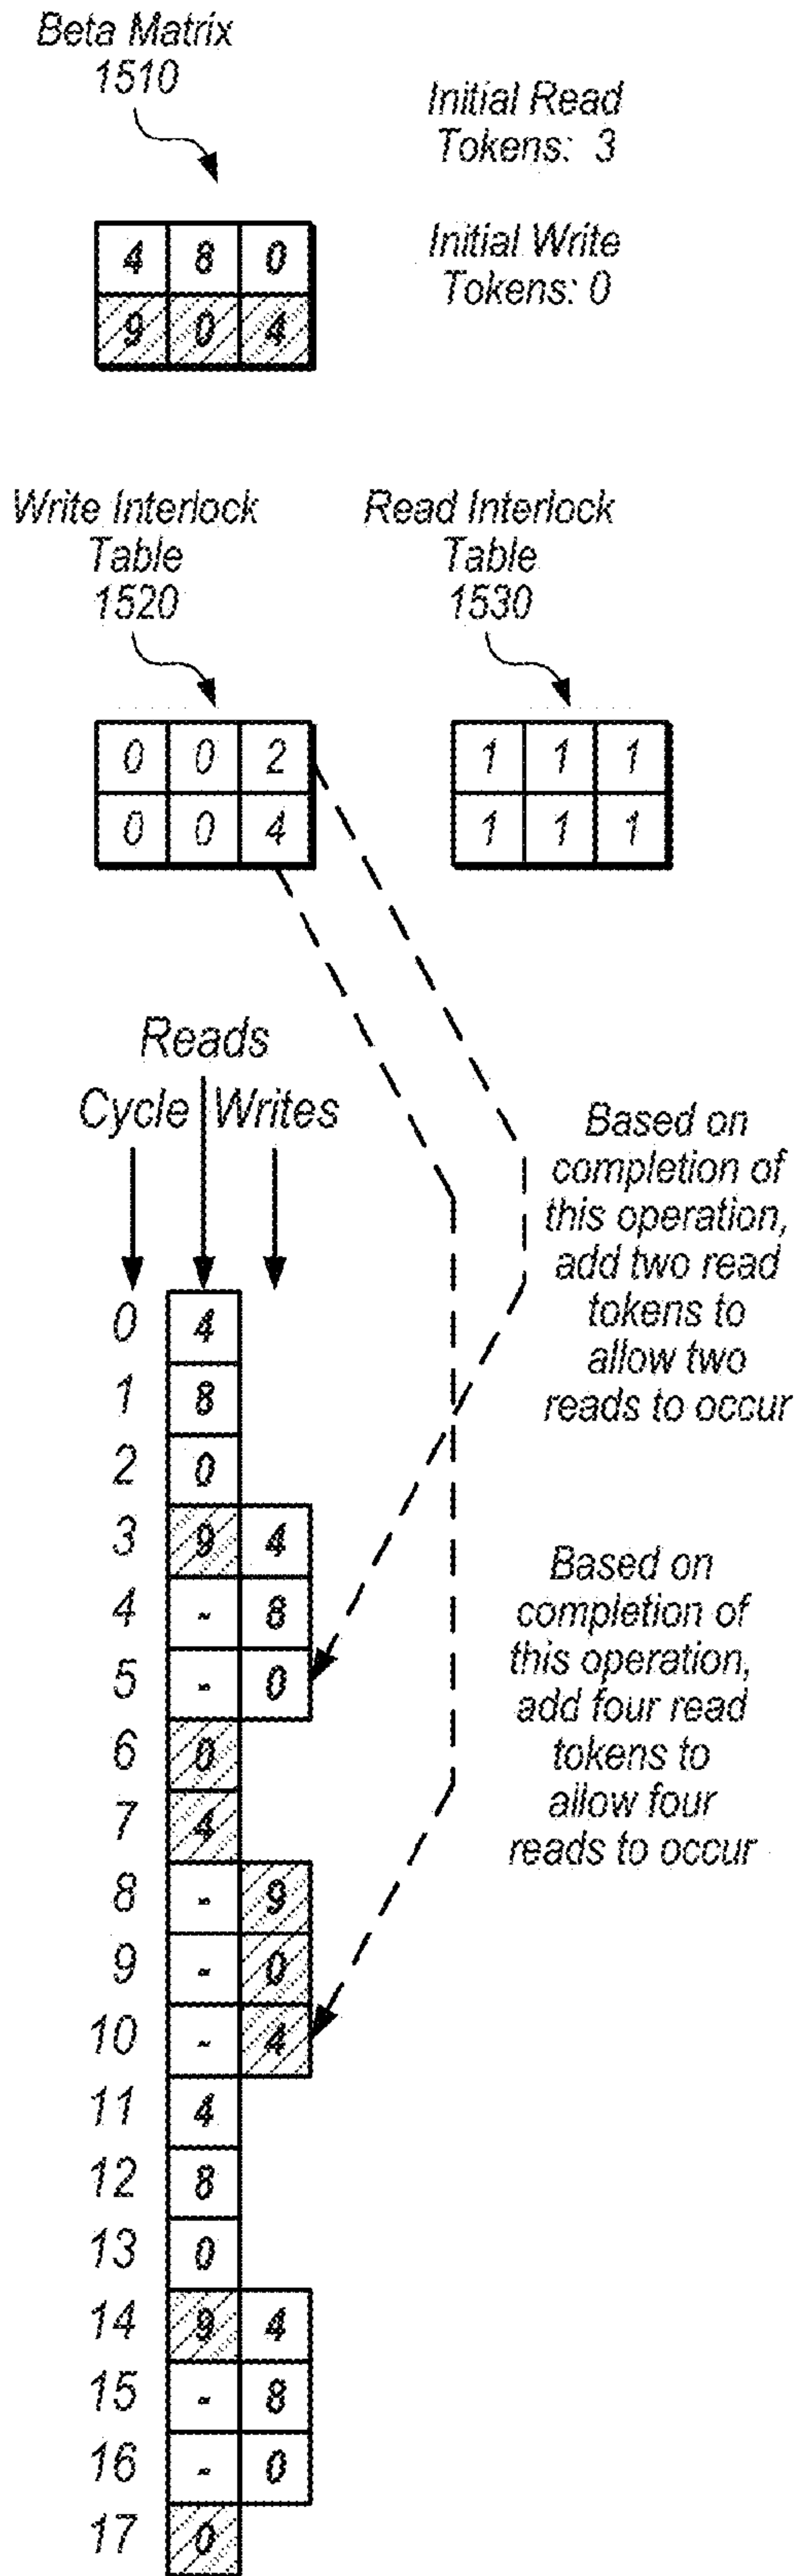 Beta Matrix
1510
Initial Read
Tokens: 3
4 8 0
9 0 4
Initial Write
Tokens: 0
Write Interlock
Table
1520
Read Interlock
Table
1530
0 0 2
0 0 4
1 1 1
1 1 1
Reads
Cycle Writes
Based on
completion of
this operation,
add two read
tokens to
allow two
reads to occur
Based on
completion of
this operation,
add four read
tokens to
allow four
reads to occur
0 4
1 8
2 0
3 9 4
4 - 8
5 - 0
6 0
7 4
8 - 9
9 - 0
10 - 4
11 4
12 8
13 0
14 9 4
15 - 8
16 - 0
17 0